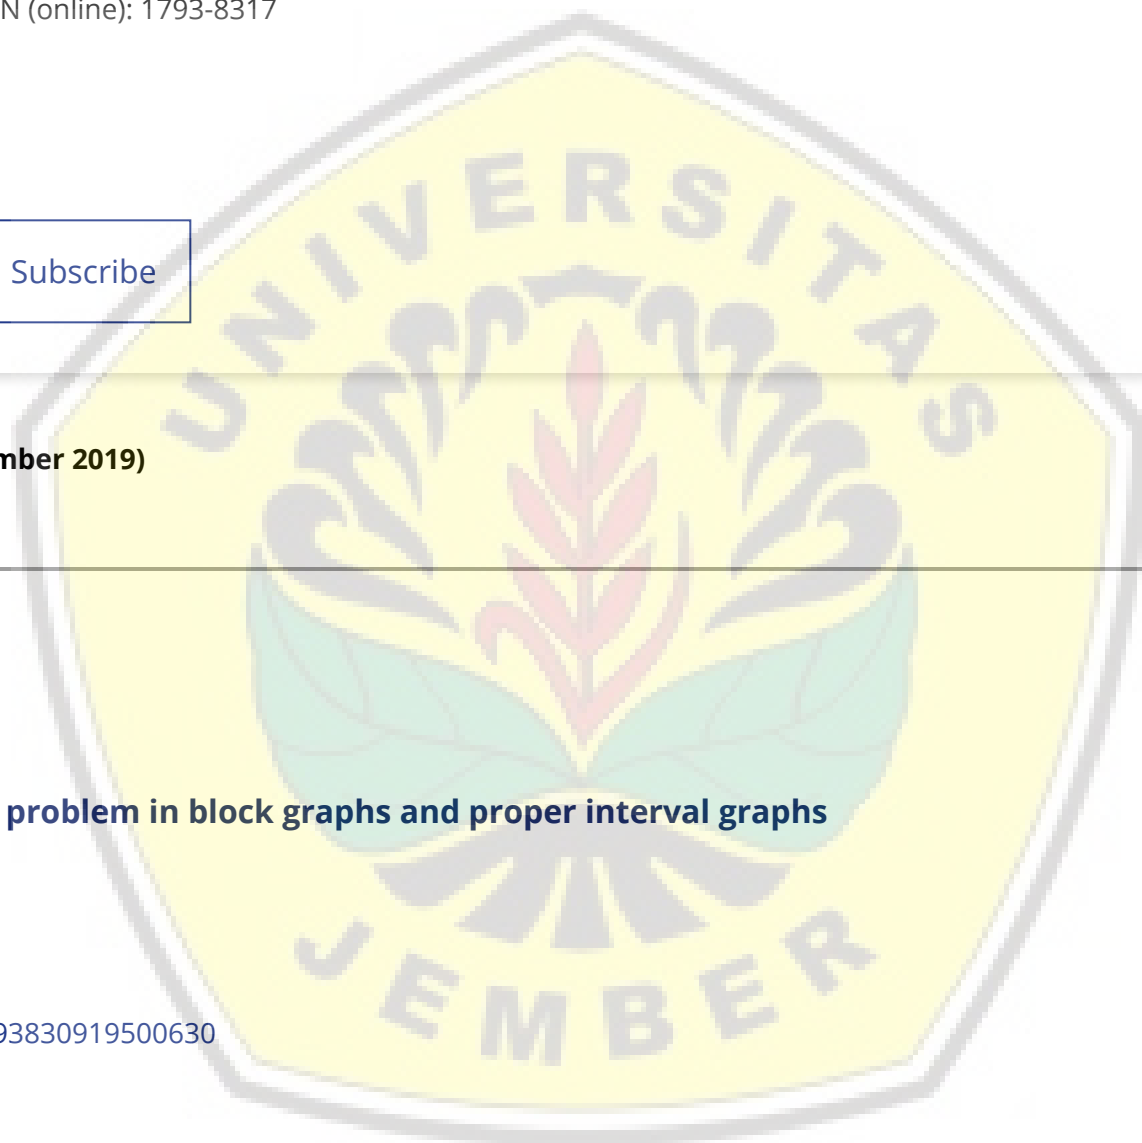 N (online): 1793-8317
UNIVERSITAS
Subscribe
mber 2019)
problem in block graphs and proper interval graphs
JEMBER
93830919500630